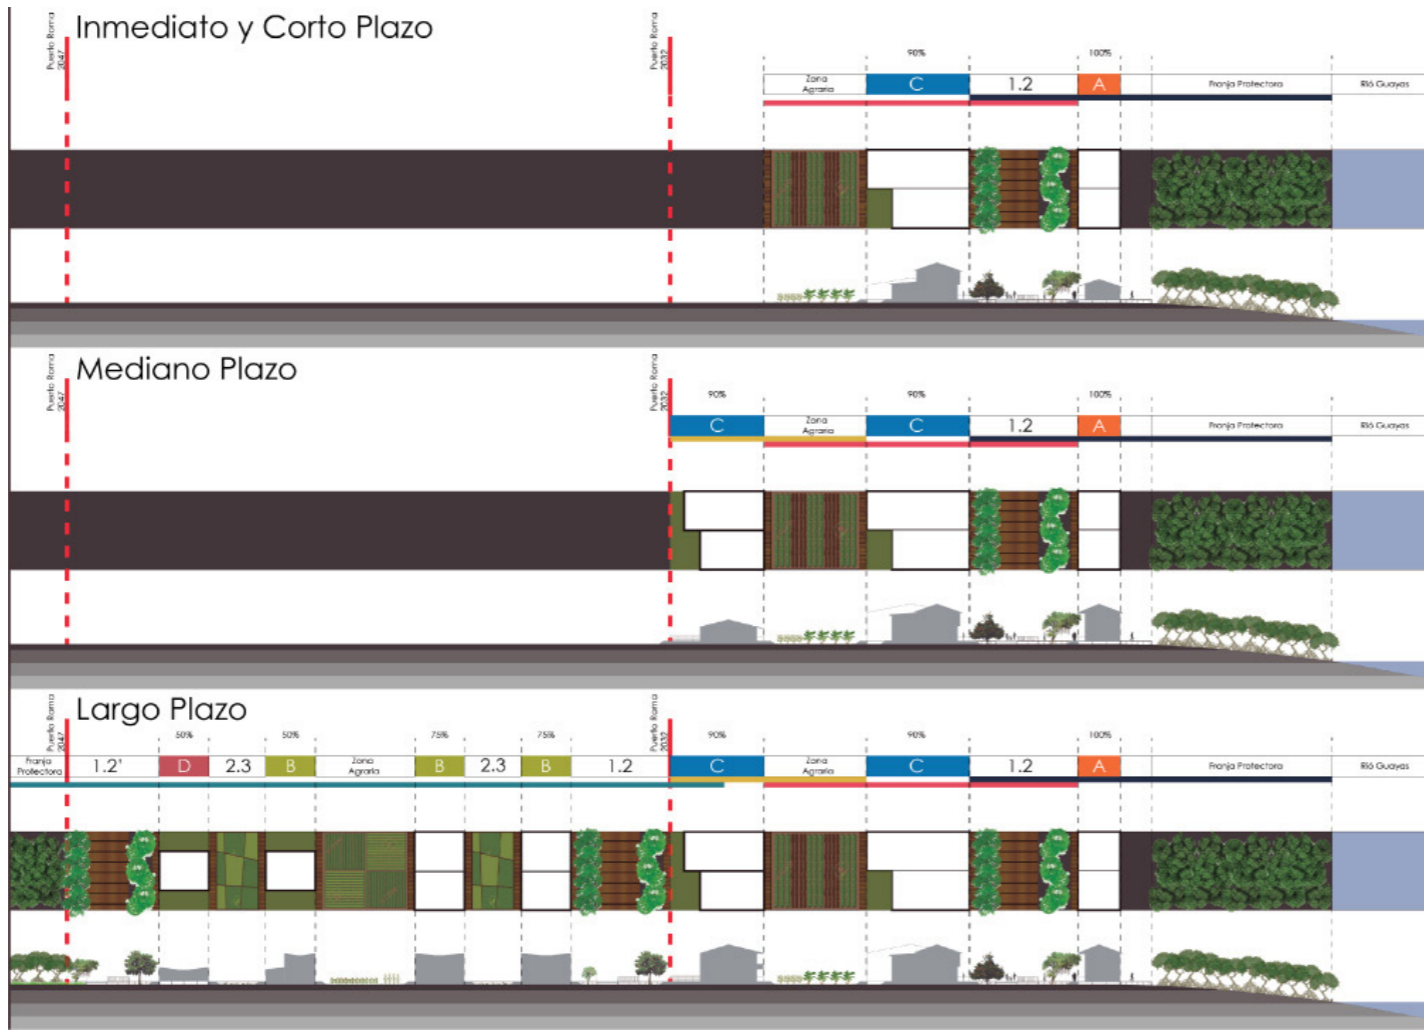 Inmediato y Corto Plazo
Puerto Roma
2047
Puerto Roma
2032
90%
100%
Zona
Agraria
C
1.2
A
Franja Protectora
Rió Guayas
Mediano Plazo
Puerto Roma
2047
Puerto Roma
2032
90%
90%
100%
C
Zona
Agraria
C
1.2
A
Franja Protectora
Rió Guayas
Largo Plazo
Puerto Roma
2047
Puerto Roma
2032
50%
50%
75%
75%
90%
90%
100%
Franja
Protectora
1.2'
D
2.3
B
Zona
Agraria
B
2.3
B
1.2
C
Zona
Agraria
C
1.2
A
Franja Protectora
Rió Guayas